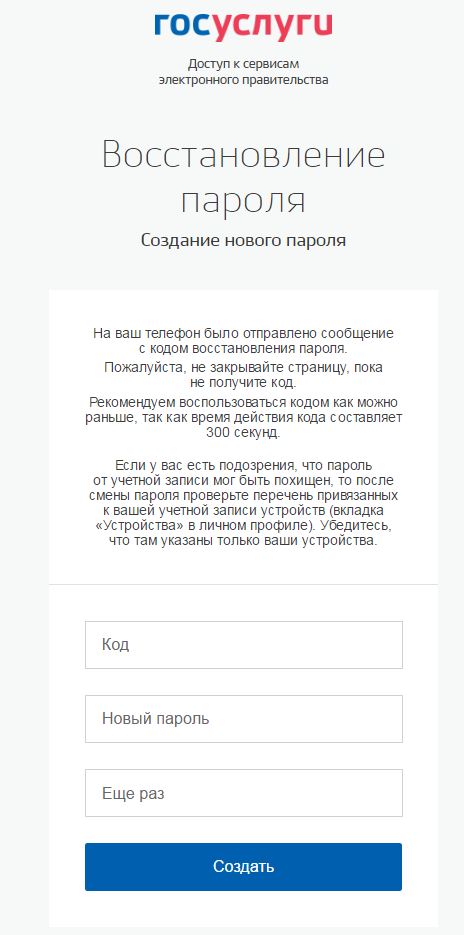 госуслуги
Доступ к сервисам
электронного правительства
Восстановление
пароля
Создание нового пароля
На ваш телефон было отправлено сообщение
с кодом восстановления пароля.
Пожалуйста, не закрывайте страницу, пока
не получите код.
Рекомендуем воспользоваться кодом как можно
раньше, так как время действия кода составляет
300 секунд.
Если у вас есть подозрения, что пароль
от учетной записи мог быть похищен, то после
смены пароля проверьте перечень привязанных
к вашей учетной записи устройств (вкладка
«Устройства» в личном профиле). Убедитесь,
что там указаны только ваши устройства.
Код
Новый пароль
Еще раз
Создать